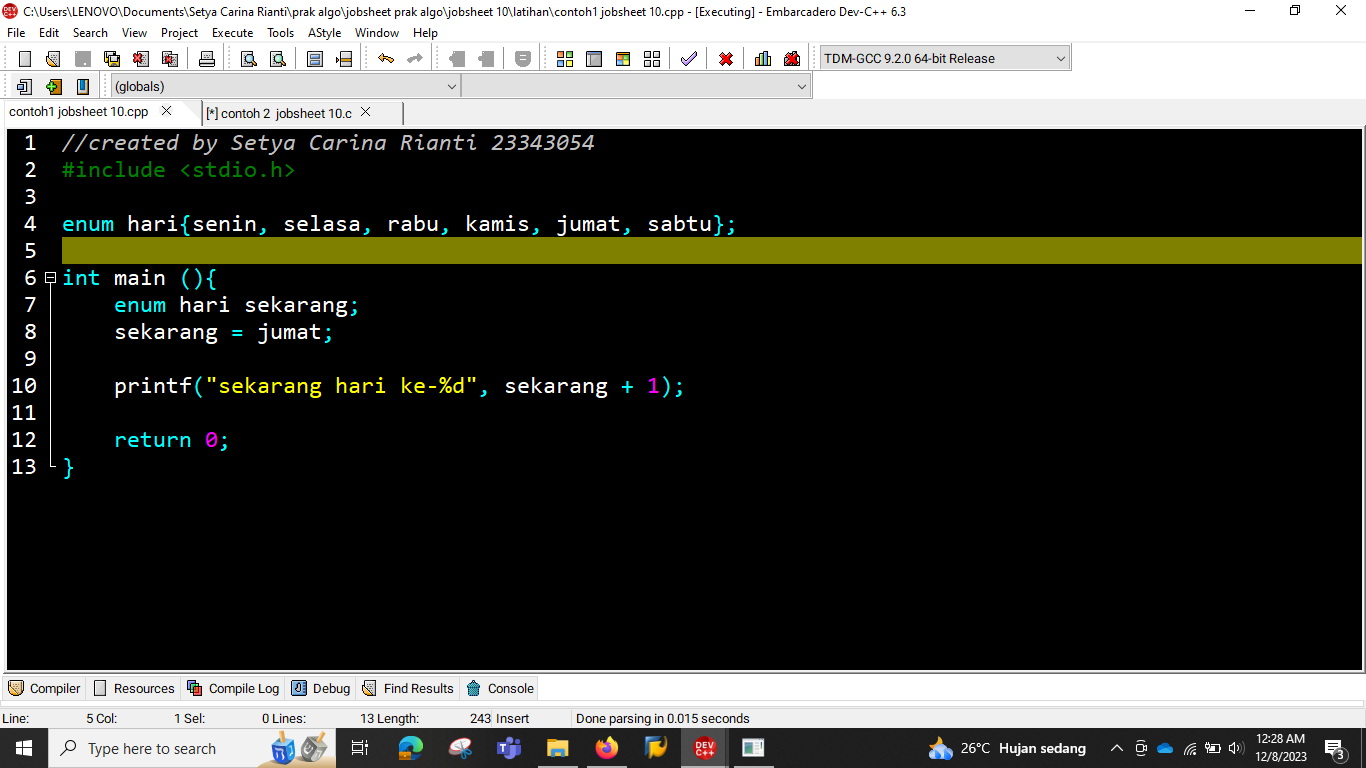 C:\Users\LENOVO\Documents\Setya Carina Rianti\prak algo\jobsheet prak algo\jobsheet 10\latihan\contoh1 jobsheet 10.cpp - [Executing] - Embarcadero Dev-C++ 6.3
File Edit Search View Project Execute Tools AStyle Window Help
TDM-GCC 9.2.0 64-bit Release
(globals)
contoh1 jobsheet 10.cpp [*] contoh 2 jobsheet 10.c
1 //created by Setya Carina Rianti 23343054
2 #include <stdio.h>
3
4 enum hari{senin, selasa, rabu, kamis, jumat, sabtu};
5
6 int main (){
7 enum hari sekarang;
8 sekarang = jumat;
9
10 printf("sekarang hari ke-%d", sekarang + 1);
11
12 return 0;
13 }
Compiler Resources Compile Log Debug Find Results Console
Line: 5 Col: 1 Sel: 0 Lines: 13 Length: 243 Insert Done parsing in 0.015 seconds
Type here to search DEV C++ 26°C Hujan sedang 12:28 AM
12/8/2023 3